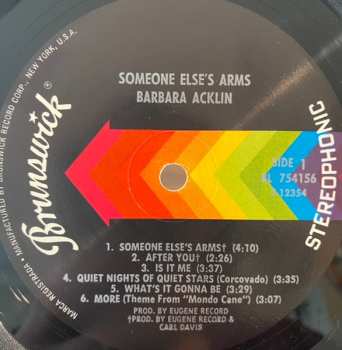 SOMEONE ELSE'S ARMS
BARBARA ACKLIN
Brunswick
MARCA REGISTRADA • MANUFACTURED BY BRUNSWICK RECORD CORP., NEW YORK, U.S.A.
STEREOPHONIC
SIDE 1
BL 754156
1. SOMEONE ELSE'S ARMS† (4:10)
2. AFTER YOU† (2:26)
3. IS IT ME (3:37)
4. QUIET NIGHTS OF QUIET STARS (Corcovado) (3:35)
5. WHAT'S IT GONNA BE (3:23)
6. MORE (Theme From "Mondo Cane") (3:07)
PROD. BY EUGENE RECORD
†PROD. BY EUGENE RECORD &
CARL DAVIS